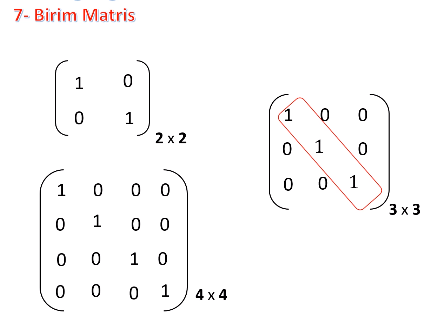 7- Birim Matris
1 0
0 1
2 x 2
1 0 0 0
0 1 0 0
0 0 1 0
0 0 0 1
4 x 4
1 0 0
0 1 0
0 0 1
3 x 3